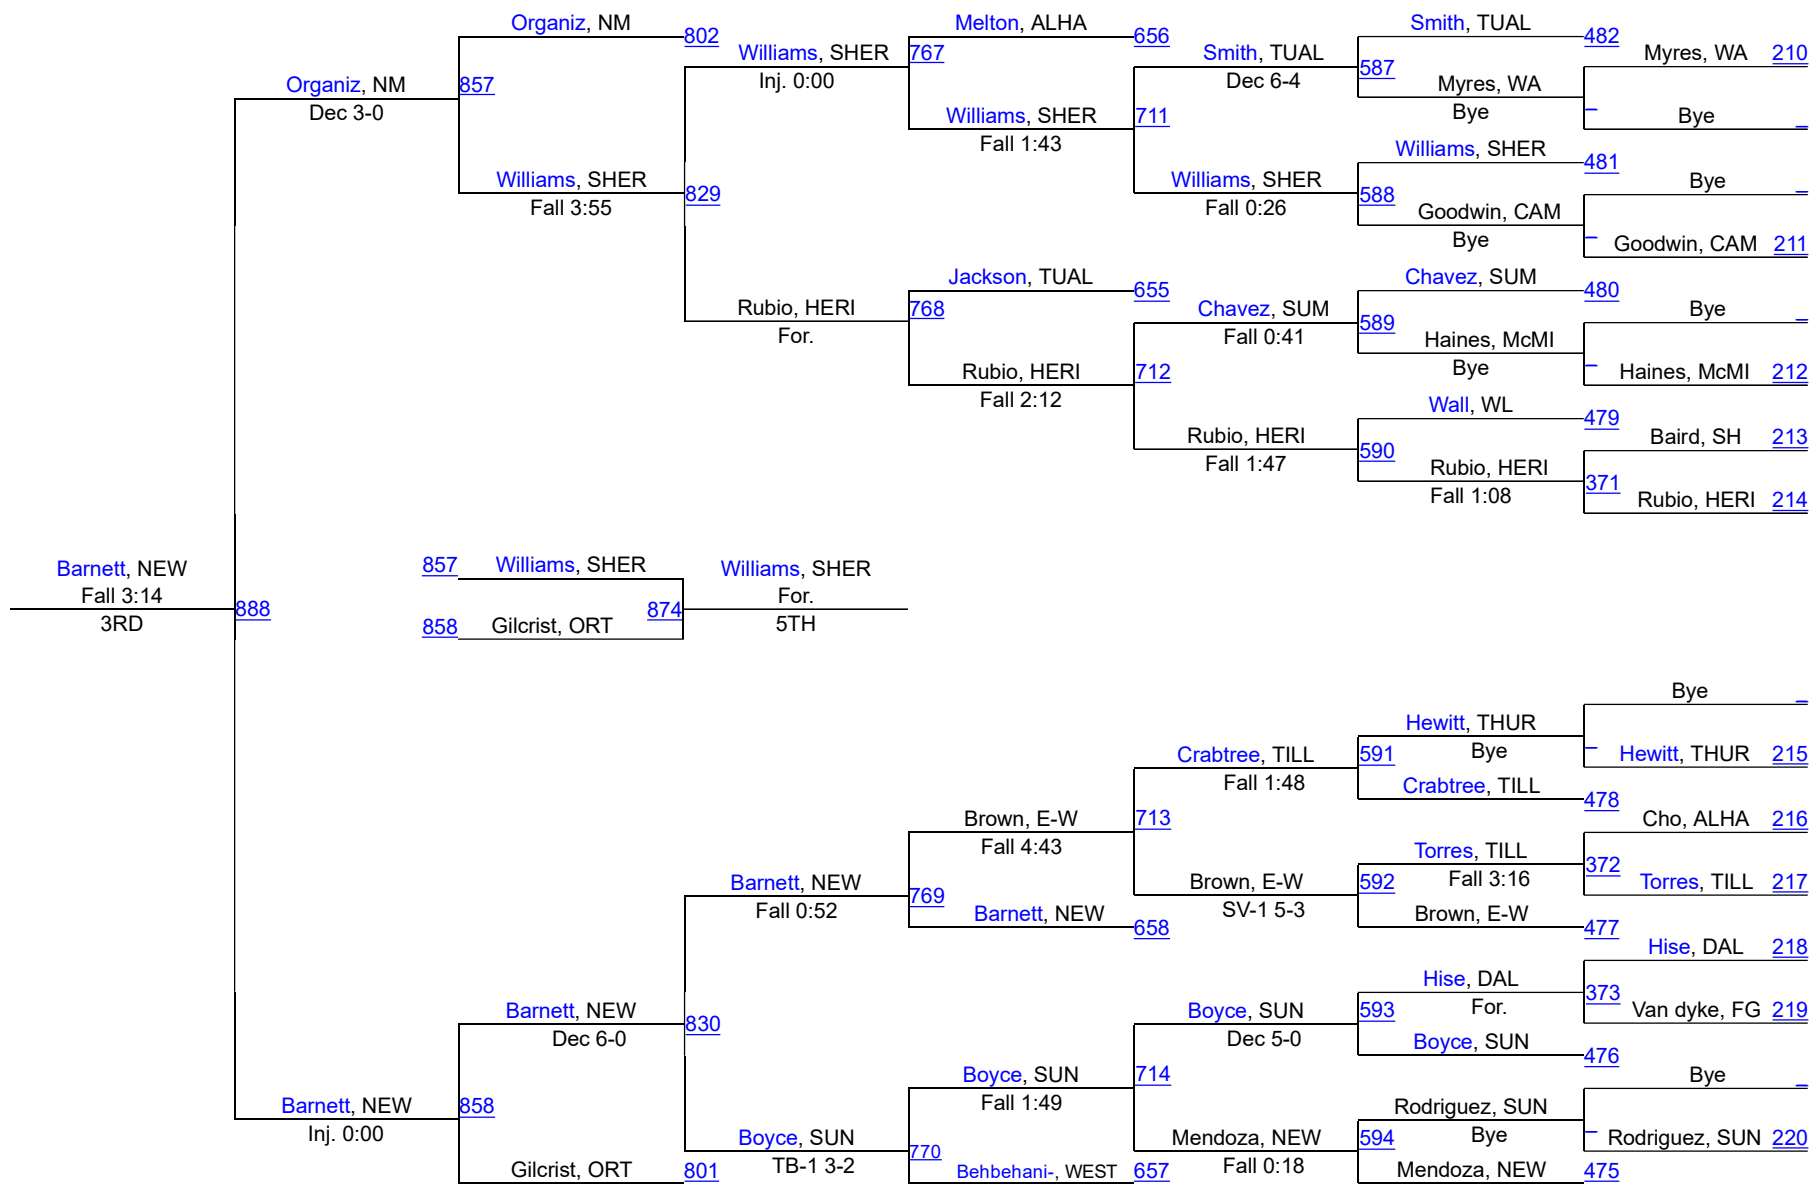 Organiz, NM
802
Melton, ALHA
656
Smith, TUAL
482
Myres, WA 210
Williams, SHER
Inj. 0:00
767
Smith, TUAL
Dec 6-4
587
Myres, WA
Bye
_
Bye _
Organiz, NM
Dec 3-0
857
Williams, SHER
Fall 1:43
711
Williams, SHER
481
Bye _
Williams, SHER
Fall 3:55
829
Williams, SHER
Fall 0:26
588
Goodwin, CAM
Bye
_
Goodwin, CAM 211
Rubio, HERI
For.
768
Jackson, TUAL
655
Chavez, SUM
Fall 0:41
589
Chavez, SUM
480
Bye _
Haines, McMI
Bye
_
Haines, McMI 212
Rubio, HERI
Fall 2:12
712
Wall, WL
479
Baird, SH 213
Rubio, HERI
Fall 1:47
590
Rubio, HERI
Fall 1:08
371
Rubio, HERI 214
Barnett, NEW
Fall 3:14
3RD
888
857 Williams, SHER
874
858 Gilcrist, ORT
Williams, SHER
For.
5TH
Bye _
Hewitt, THUR
Bye
_
Hewitt, THUR 215
Crabtree, TILL
Fall 1:48
591
Crabtree, TILL
478
Cho, ALHA 216
Brown, E-W
Fall 4:43
713
Torres, TILL
Fall 3:16
372
Torres, TILL 217
Brown, E-W
SV-1 5-3
592
Brown, E-W
477
Hise, DAL 218
Barnett, NEW
Fall 0:52
769
Barnett, NEW
658
Hise, DAL
For.
373
Van dyke, FG 219
Barnett, NEW
Dec 6-0
830
Boyce, SUN
Dec 5-0
593
Boyce, SUN
476
Bye _
Boyce, SUN
Fall 1:49
714
Rodriguez, SUN
Bye
_
Rodriguez, SUN 220
Barnett, NEW
Inj. 0:00
858
Boyce, SUN
TB-1 3-2
770
Mendoza, NEW
Fall 0:18
594
Mendoza, NEW
475
Gilcrist, ORT
801
Behbehani-, WEST
657